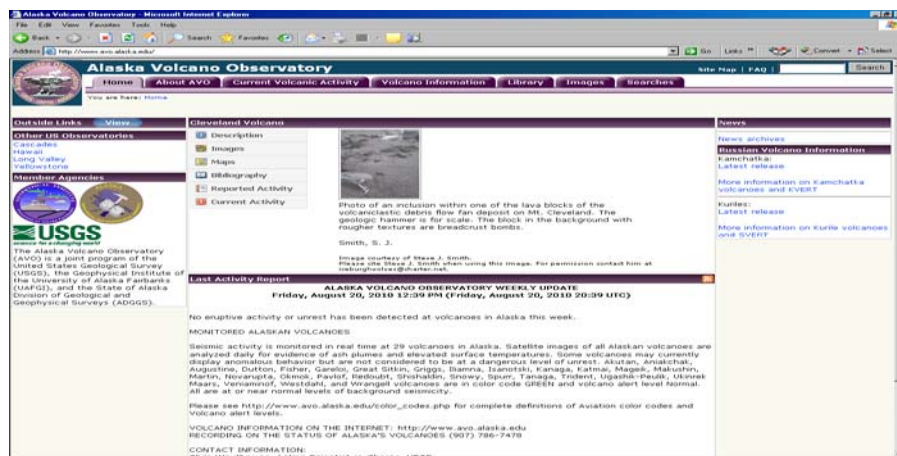 Alaska Volcano Observatory - Microsoft Internet Explorer
File Edit View Favorites Tools Help
Back Search Favorites
Address http://www.avo.alaska.edu/ Go Links Convert Select
Alaska Volcano Observatory
Site Map | FAQ | Search
Home About AVO Current Volcanic Activity Volcano Information Library Images Searches
You are here: Home
Outside Links View
Other US Observatories
Cascades
Hawaii
Long Valley
Yellowstone
Member Agencies
USGS
science for a changing world
The Alaska Volcano Observatory
(AVO) is a joint program of the
United States Geological Survey
(USGS), the Geophysical Institute of
the University of Alaska Fairbanks
(UAFGI), and the State of Alaska
Division of Geological and
Geophysical Surveys (ADGGS).
Cleveland Volcano
Description
Images
Maps
Bibliography
Reported Activity
Current Activity
Photo of an inclusion within one of the lava blocks of the
volcaniclastic debris flow fan deposit on Mt. Cleveland. The
geologic hammer is for scale. The block in the background with
rougher textures are breadcrust bombs.
Smith, S. J.
Image courtesy of Steve J. Smith.
Please cite Steve J. Smith when using this image. For permission contact him at
Last Activity Report
ALASKA VOLCANO OBSERVATORY WEEKLY UPDATE
Friday, August 20, 2010 12:39 PM (Friday, August 20, 2010 20:39 UTC)
No eruptive activity or unrest has been detected at volcanoes in Alaska this week.
MONITORED ALASKAN VOLCANOES
Seismic activity is monitored in real time at 29 volcanoes in Alaska. Satellite images of all Alaskan volcanoes are
analyzed daily for evidence of ash plumes and elevated surface temperatures. Some volcanoes may currently
display anomalous behavior but are not considered to be at a dangerous level of unrest. Akutan, Aniakchak,
Augustine, Dutton, Fisher, Gareloi, Great Sitkin, Griggs, Iliamna, Isanotski, Kanaga, Katmai, Mageik, Makushin,
Martin, Novarupta, Okmok, Pavlof, Redoubt, Shishaldin, Snowy, Spurr, Tanaga, Trident, Ugashik-Peulik, Ukinrek
Maars, Veniaminof, Westdahl, and Wrangell volcanoes are in color code GREEN and volcano alert level Normal.
All are at or near normal levels of background seismicity.
Please see http://www.avo.alaska.edu/color_codes.php for complete definitions of Aviation color codes and
Volcano alert levels.
VOLCANO INFORMATION ON THE INTERNET: http://www.avo.alaska.edu
RECORDING ON THE STATUS OF ALASKA'S VOLCANOES (907) 786-7478
CONTACT INFORMATION:
News
News archives
Russian Volcano Information
Kamchatka:
Latest release
More information on Kamchatka
volcanoes and KVERT
Kuriles:
Latest release
More information on Kurile volcanoes
and SVERT